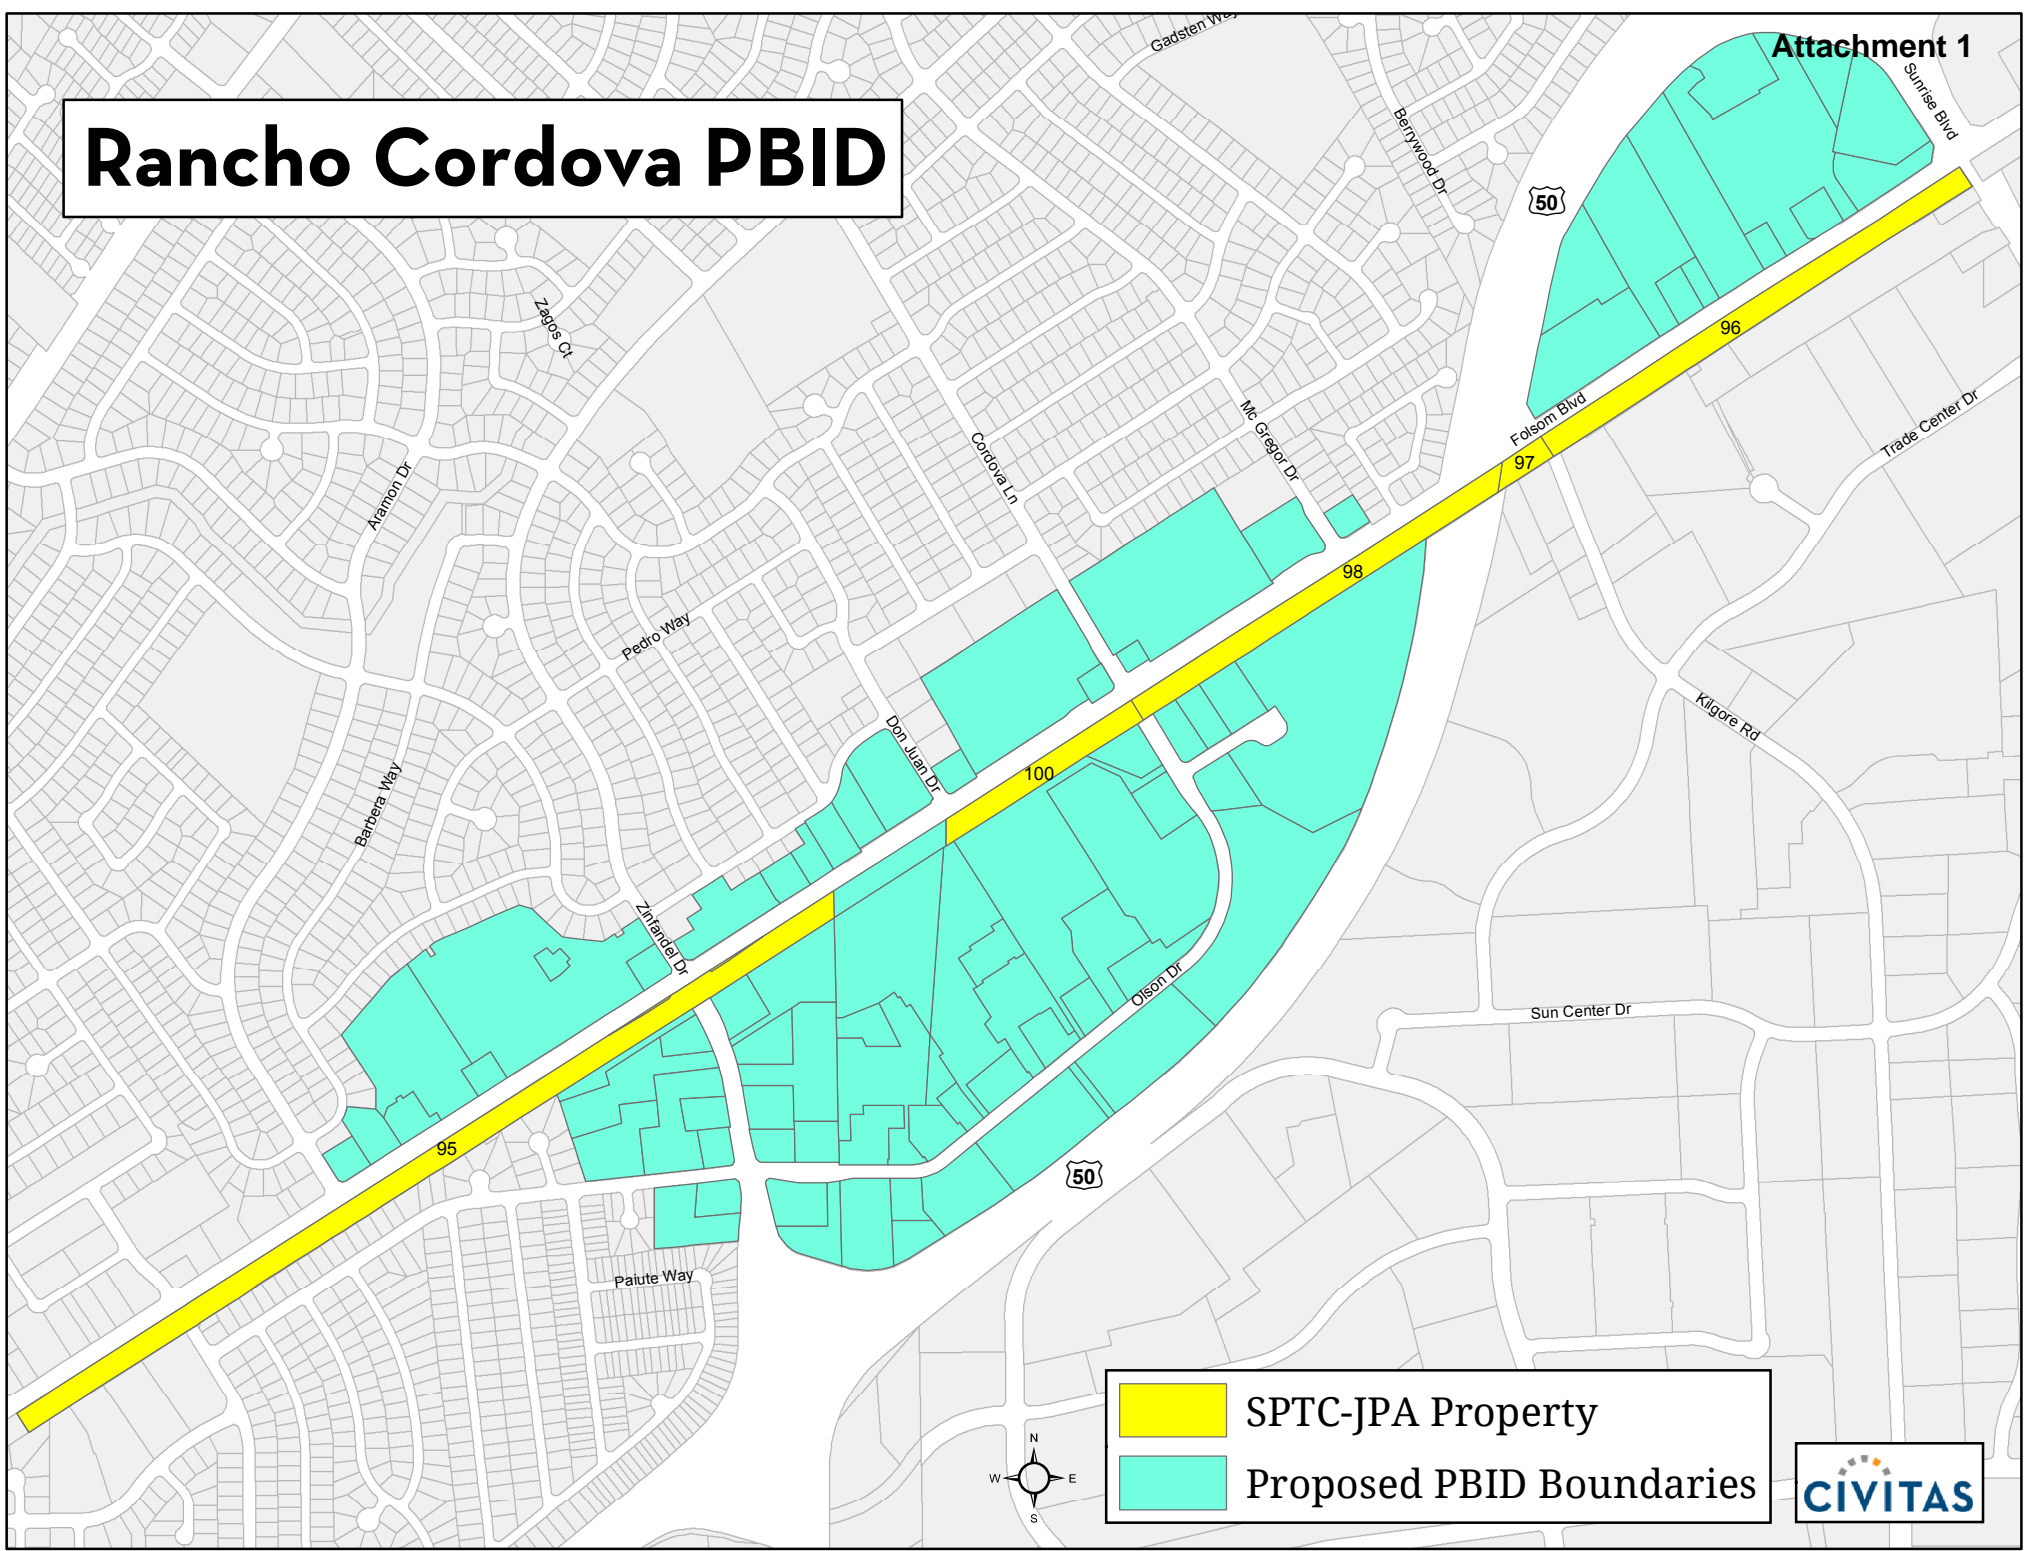 Gadsten Way
Attachment 1
Sunrise Blvd
Rancho Cordova PBID
Berrywood Dr
50
Zagos Ct
96
Folsom Blvd
Mc Gregor Dr
Trade Center Dr
Cordova Ln
97
Aramon Dr
98
Pedro Way
Kilgore Rd
Don Juan Dr
100
Barbera Way
Zinfandel Dr
Olson Dr
Sun Center Dr
95
50
Paiute Way
SPTC-JPA Property
Proposed PBID Boundaries
N
W E
S
CIVITAS